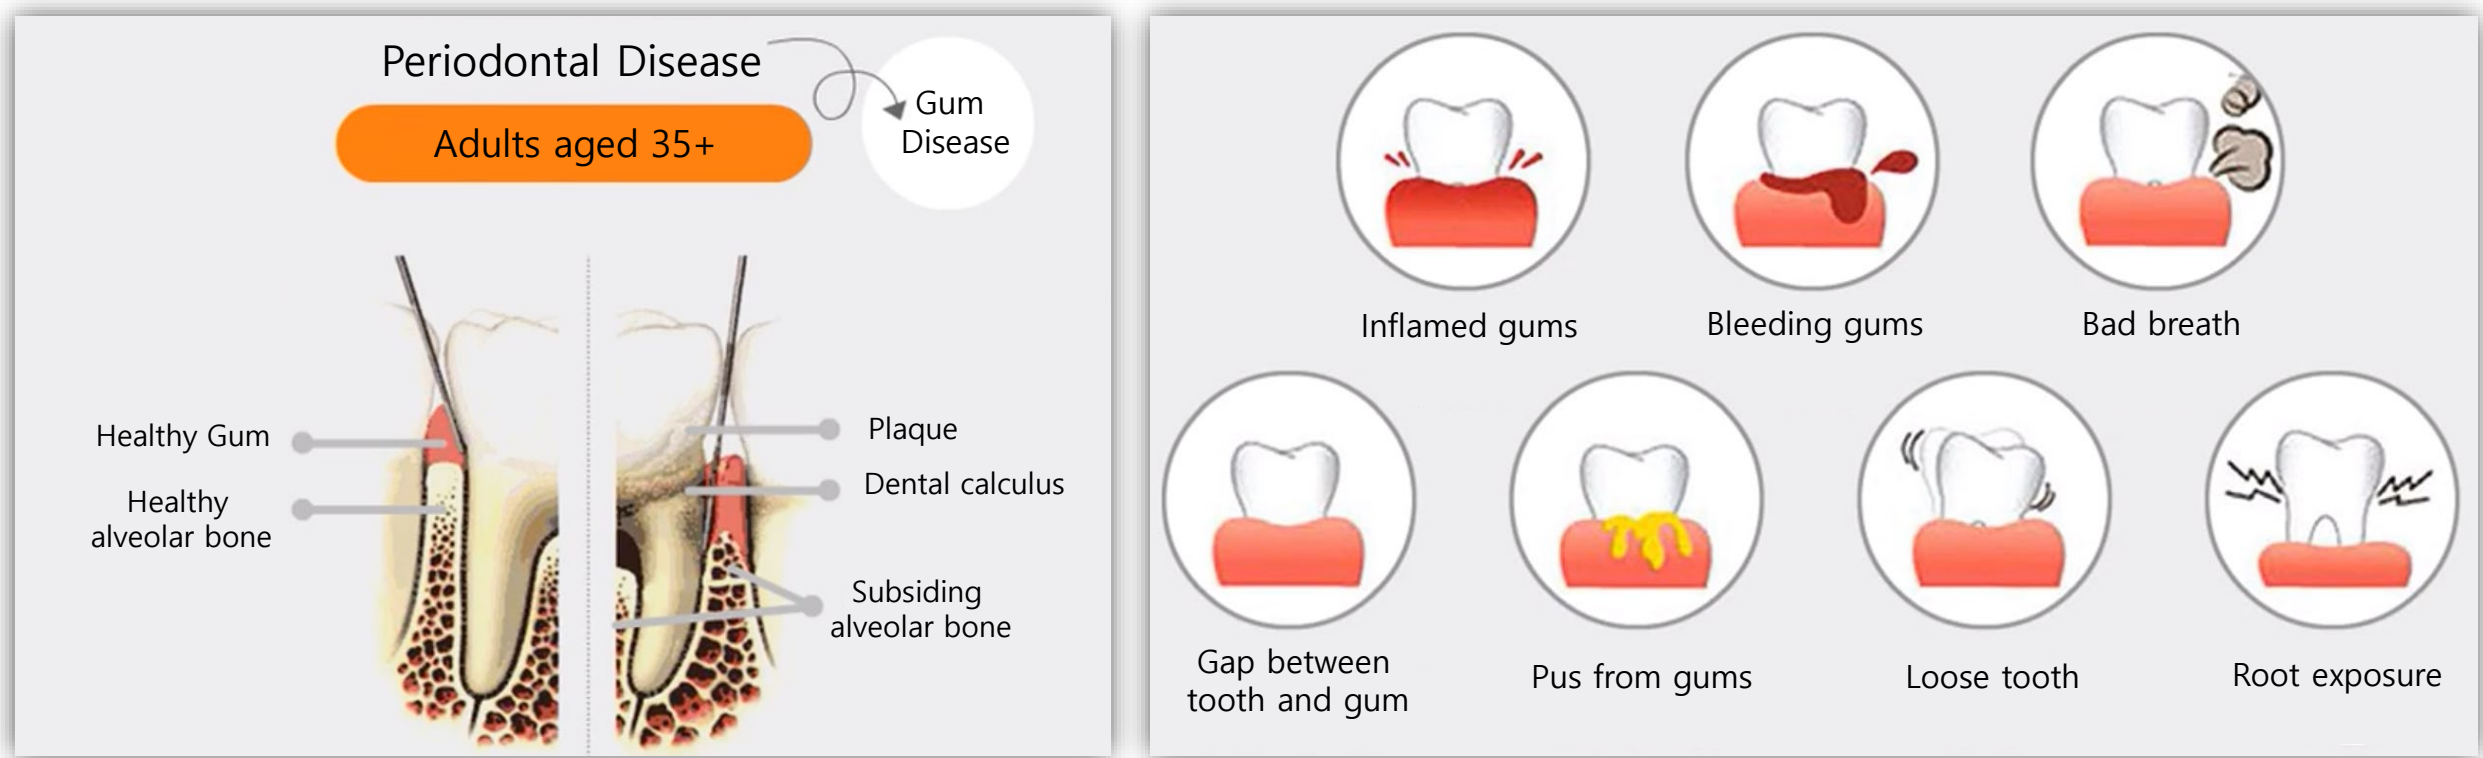 Periodontal Disease
Adults aged 35+
Gum
Disease
Healthy Gum
Healthy
alveolar bone
Plaque
Dental calculus
Subsiding
alveolar bone
Inflamed gums
Bleeding gums
Bad breath
Gap between
tooth and gum
Pus from gums
Loose tooth
Root exposure